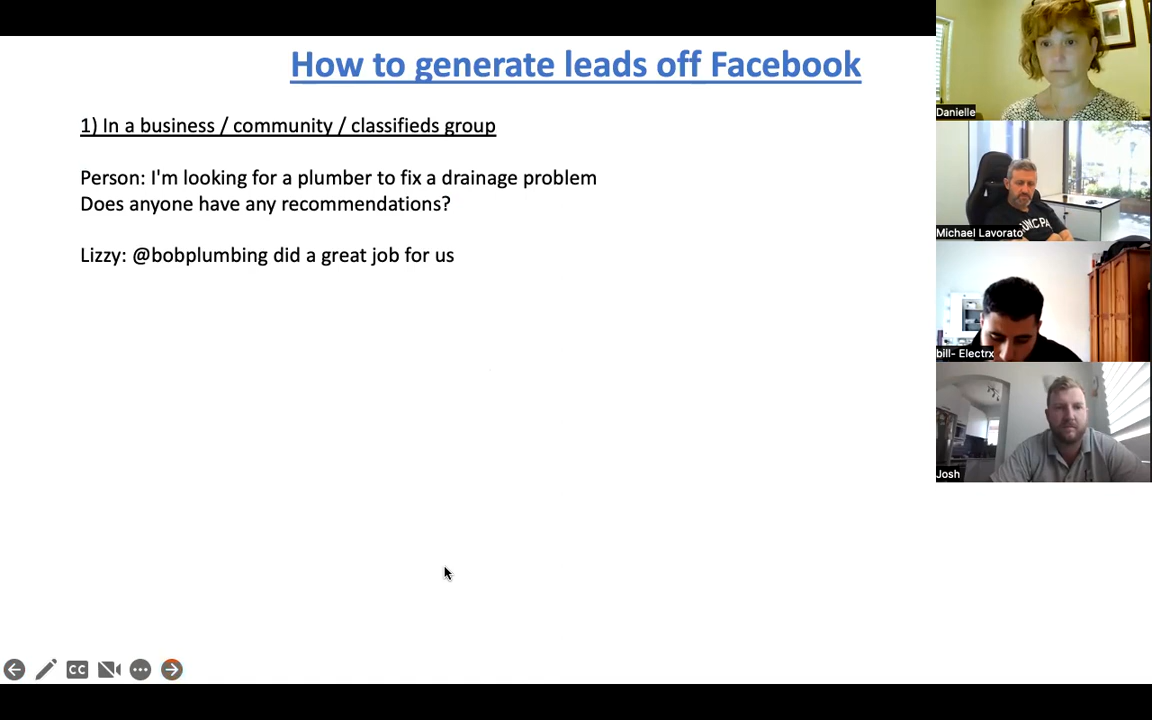 How to generate leads off Facebook
1) In a business / community / classifieds group
Person: I'm looking for a plumber to fix a drainage problem
Does anyone have any recommendations?
Lizzy: @bobplumbing did a great job for us
Danielle
Michael Lavorato
bill- Electrx
Josh
CC